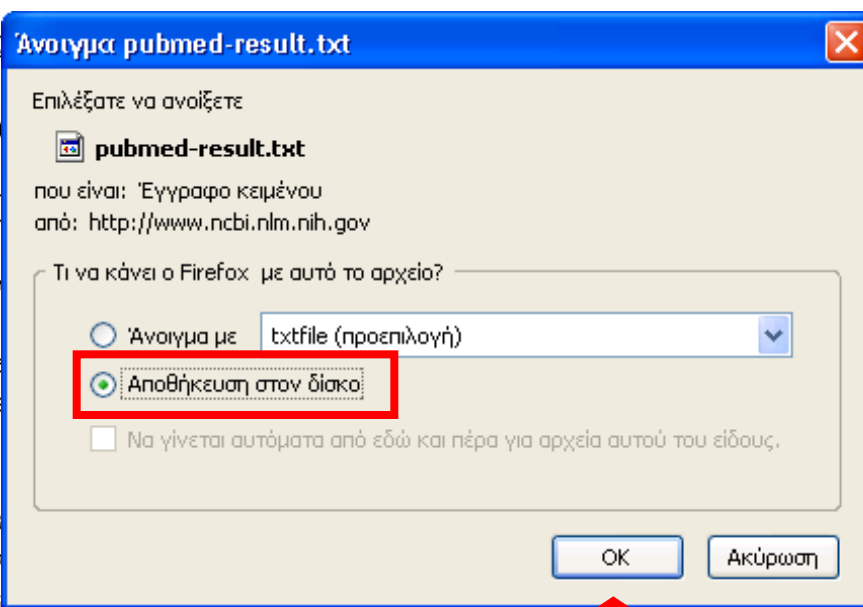 Άνοιγμα pubmed-result.txt
Επιλέξατε να ανοίξετε
pubmed-result.txt
που είναι: Έγγραφο κειμένου
από: http://www.ncbi.nlm.nih.gov
Τι να κάνει ο Firefox με αυτό το αρχείο?
Άνοιγμα με txtfile (προεπιλογή)
Αποθήκευση στον δίσκο
Να γίνεται αυτόματα από εδώ και πέρα για αρχεία αυτού του είδους.
OK Ακύρωση